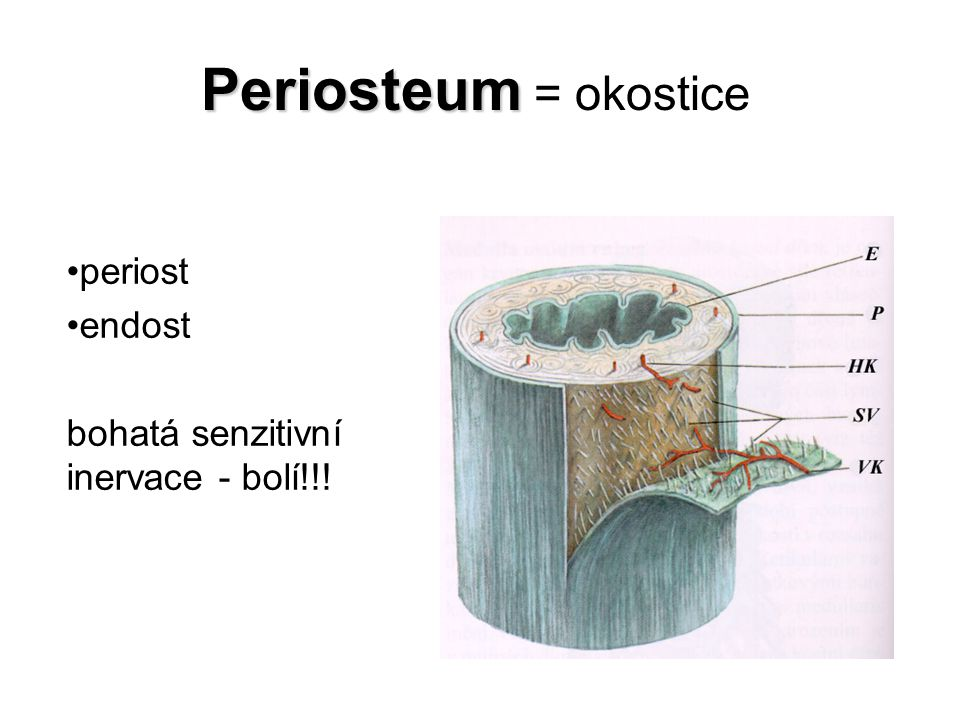 Periosteum = okostice
•periost
•endost
bohatá senzitivní
inervace - bolí!!!
E
P
HK
SV
VK